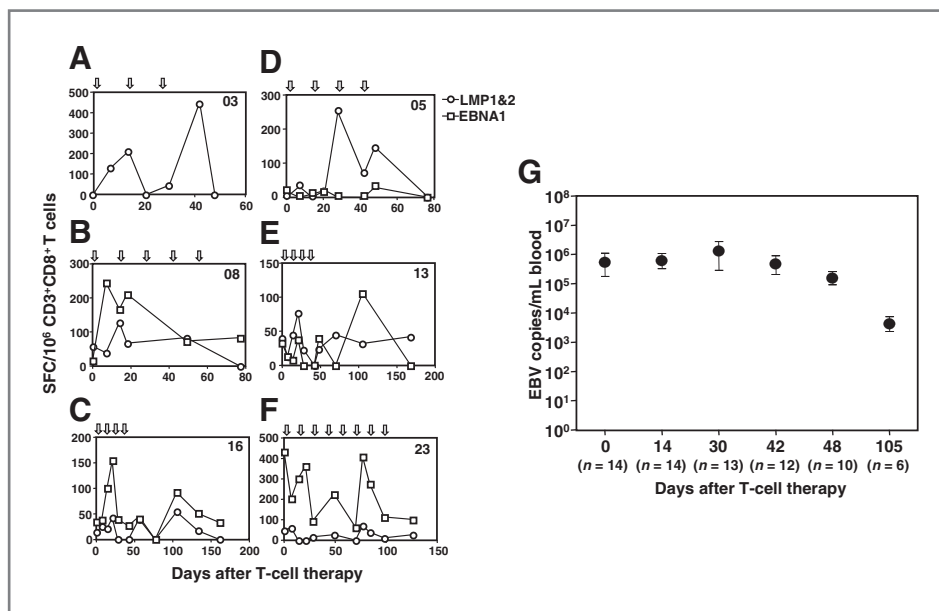 A
03
500
400
300
200
100
0
0 20 40 60
D
05
300
200
100
0
0 20 40 60 80
LMP1&2
EBNA1
B
08
300
200
100
0
0 20 40 60 80
E
13
150
100
50
0
0 50 100 150 200
C
16
200
150
100
50
0
0 50 100 150 200
F
23
500
400
300
200
100
0
0 50 100 150
SFC/10⁶ CD3⁺CD8⁺ T cells
Days after T-cell therapy
G
EBV copies/mL blood
10⁸
10⁷
10⁶
10⁵
10⁴
10³
10²
10¹
10⁰
0 14 30 42 48 105
(n = 14) (n = 14) (n = 13) (n = 12) (n = 10) (n = 6)
Days after T-cell therapy